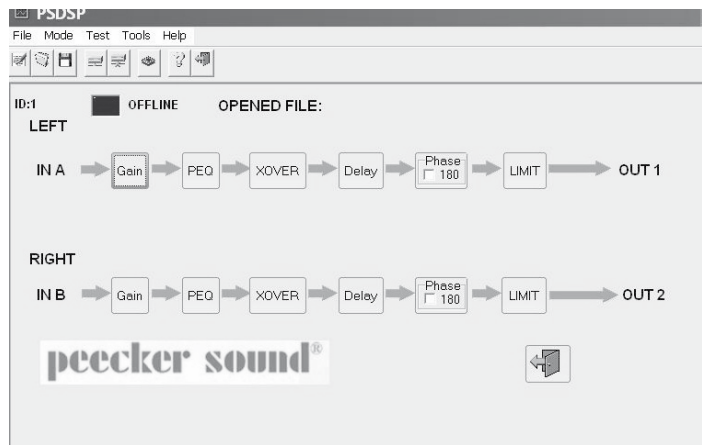 PSDSP
File Mode Test Tools Help
ID:1 OFFLINE OPENED FILE:
LEFT
IN A Gain PEQ XOVER Delay Phase 180 LIMIT OUT 1
RIGHT
IN B Gain PEQ XOVER Delay Phase 180 LIMIT OUT 2
peecker sound®